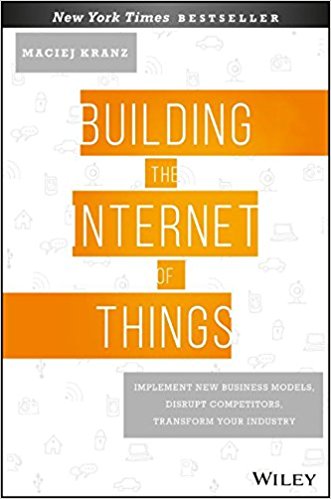 New York Times BESTSELLER
MACIEJ KRANZ
BUILDING
THE
INTERNET
OF
THINGS
IMPLEMENT NEW BUSINESS MODELS,
DISRUPT COMPETITORS,
TRANSFORM YOUR INDUSTRY
WILEY